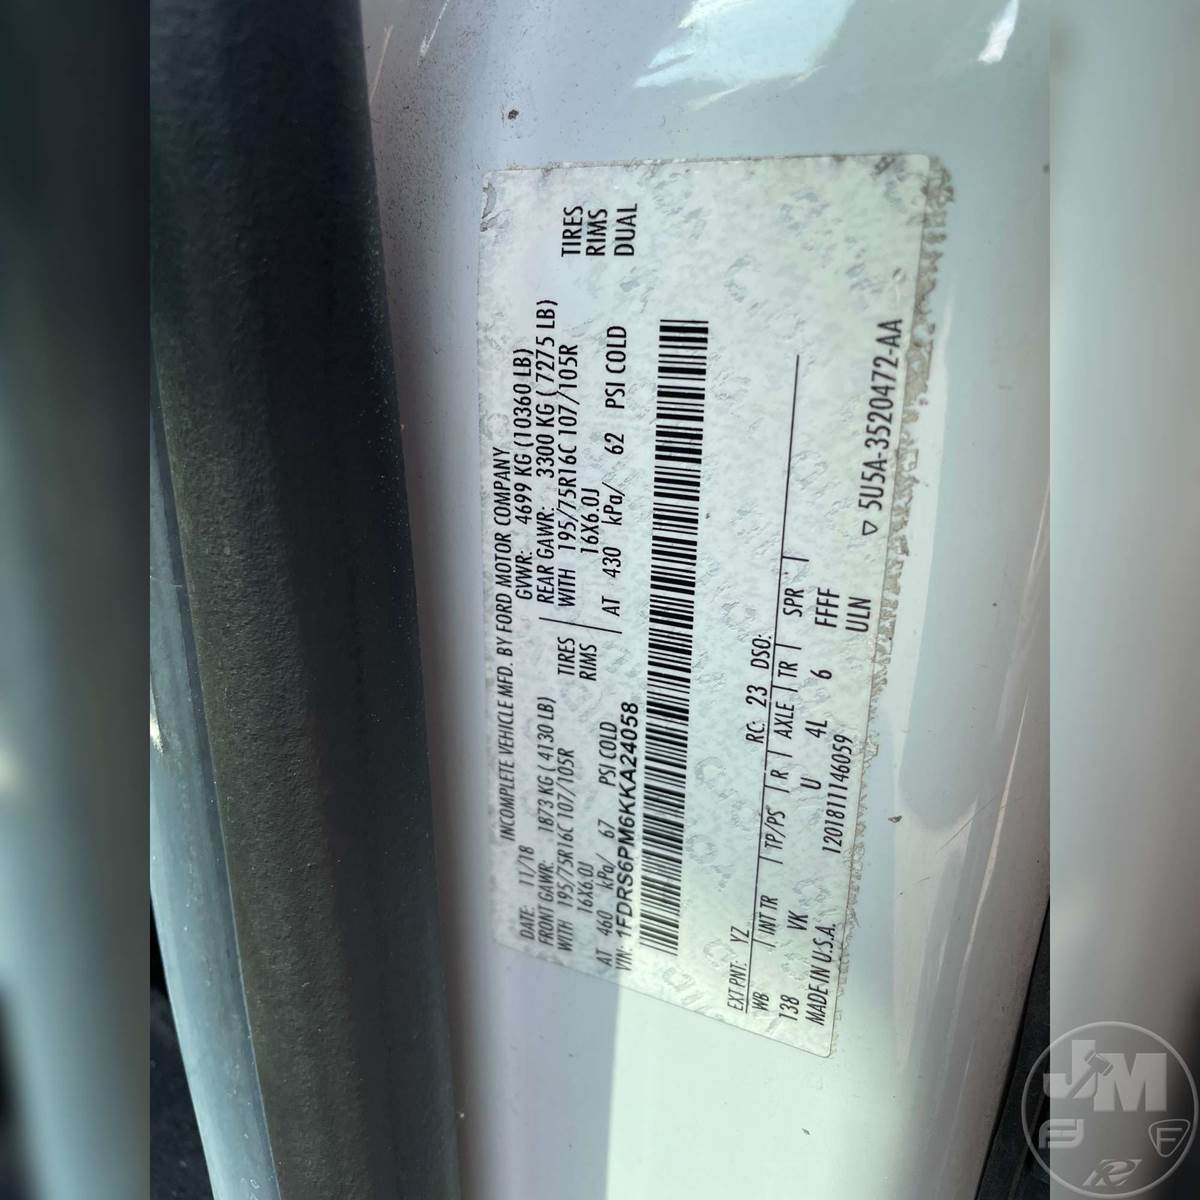 INCOMPLETE VEHICLE MFD. BY FORD MOTOR COMPANY
DATE: 11/18 GVWR: 4699 KG (10360 LB)
FRONT GAWR: 1873 KG ( 4130 LB) REAR GAWR: 3300 KG ( 7275 LB)
WITH 195/75R16C 107/105R TIRES WITH 195/75R16C 107/105R TIRES
16X6.0J RIMS 16X6.0J RIMS
AT 460 kPa/ 67 PSI COLD AT 430 kPa/ 62 PSI COLD DUAL
VIN: 1FDRS6PM6KKA24058
EXT PNT: YZ RC: 23 DSO:
WB INT TR TP/PS R AXLE TR SPR
138 VK U 4L 6 FFFF
MADE IN U.S.A. 120181114​6059 ULN
▽ 5U5A-3520472-AA
JM